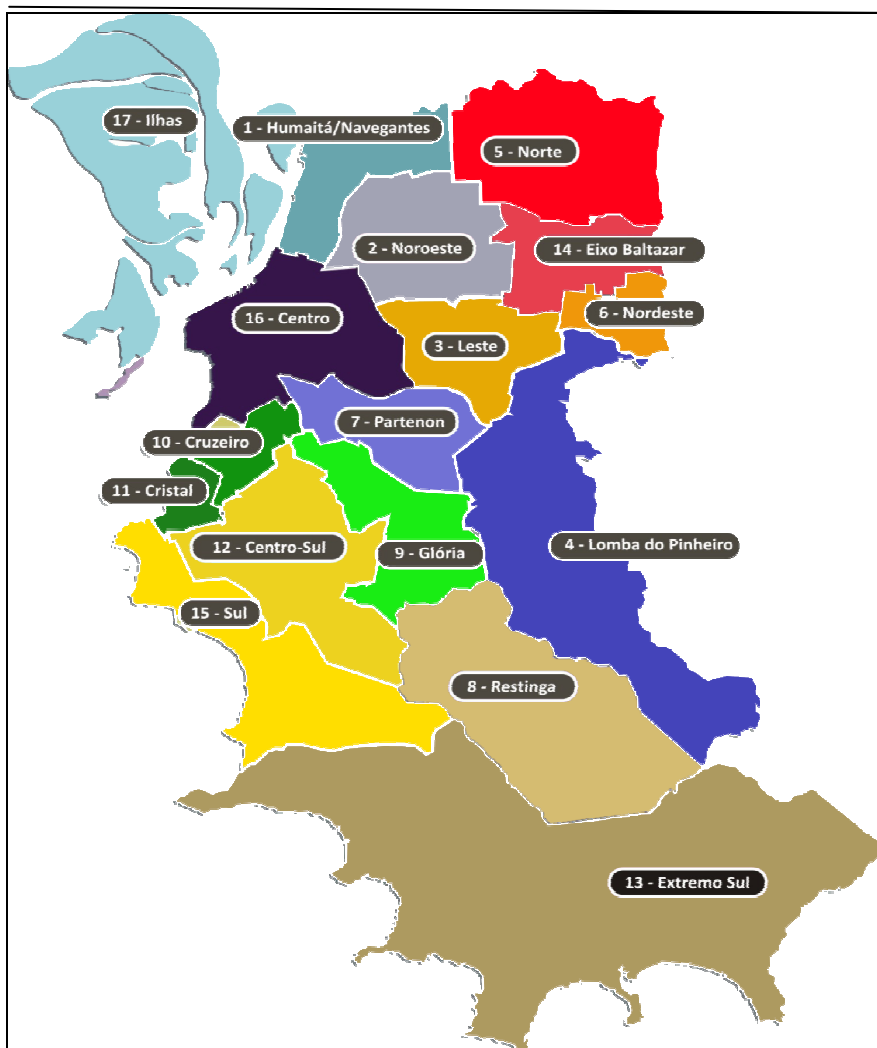 17 - Ilhas
1 - Humaitá/Navegantes
5 - Norte
2 - Noroeste
14 - Eixo Baltazar
6 - Nordeste
16 - Centro
3 - Leste
7 - Partenon
10 - Cruzeiro
11 - Cristal
12 - Centro-Sul
9 - Glória
4 - Lomba do Pinheiro
15 - Sul
8 - Restinga
13 - Extremo Sul